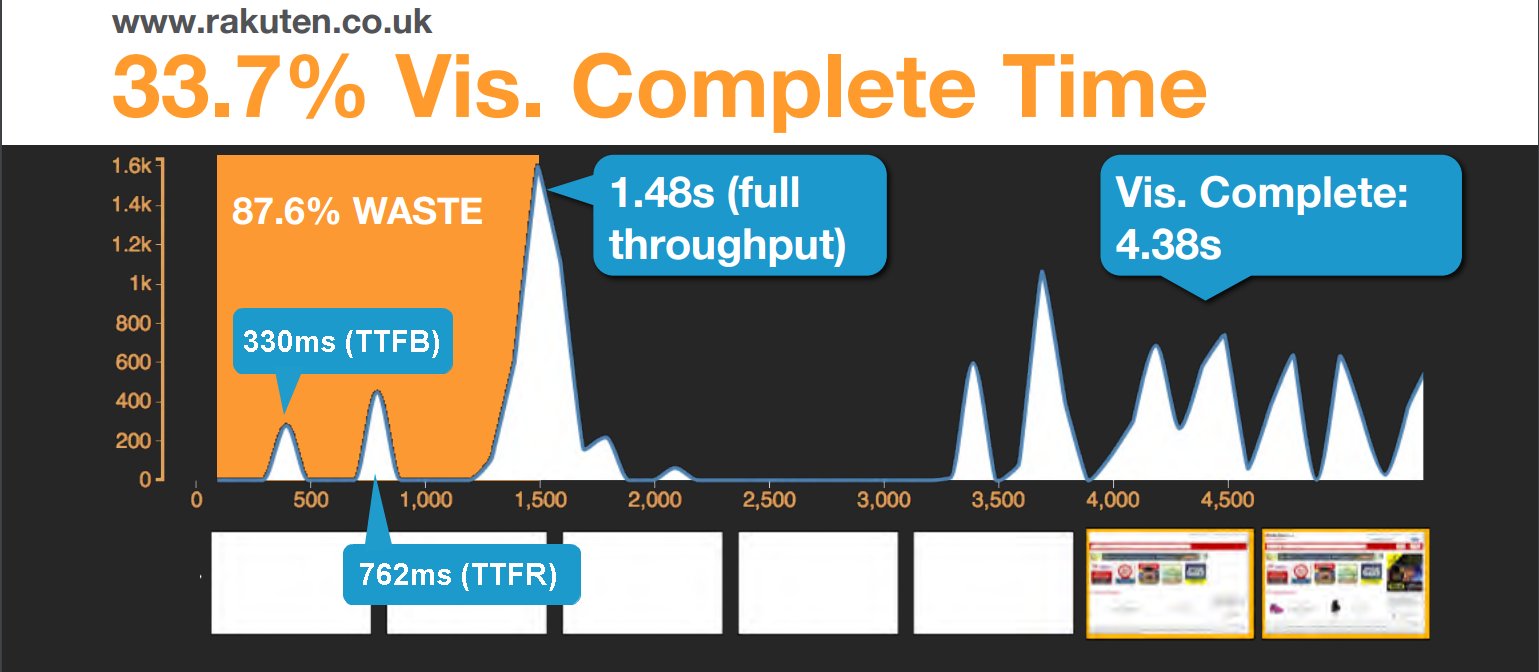 www.rakuten.co.uk
33.7% Vis. Complete Time
1.6k
1.4k
1.2k
1k
800
600
400
200
0
87.6% WASTE
330ms (TTFB)
1.48s (full
throughput)
Vis. Complete:
4.38s
0 500 1,000 1,500 2,000 2,500 3,000 3,500 4,000 4,500
762ms (TTFR)